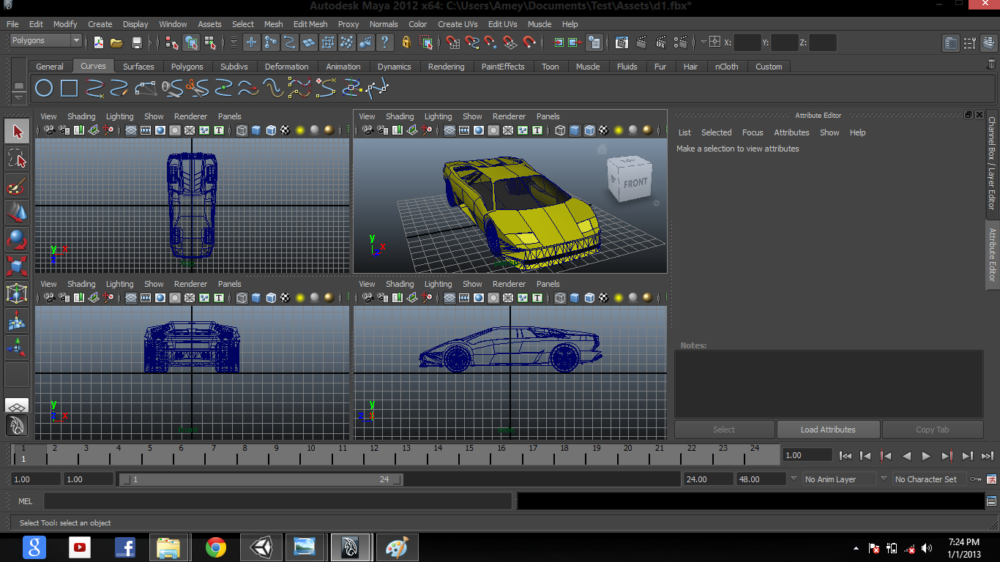 Autodesk Maya 2012 x64: C:\Users\Amey\Documents\Test\Assets\d1.fbx*
File Edit Modify Create Display Window Assets Select Mesh Edit Mesh Proxy Normals Color Create UVs Edit UVs Muscle Help
Polygons X: Y: Z:
General Curves Surfaces Polygons Subdivs Deformation Animation Dynamics Rendering PaintEffects Toon Muscle Fluids Fur Hair nCloth Custom
View Shading Lighting Show Renderer Panels
View Shading Lighting Show Renderer Panels
Attribute Editor
List Selected Focus Attributes Show Help
Make a selection to view attributes
Channel Box / Layer Editor
Attribute Editor
FRONT
y x z
y x
View Shading Lighting Show Renderer Panels
View Shading Lighting Show Renderer Panels
y z x
front
y z
side
Notes:
Select Load Attributes Copy Tab
1 2 3 4 5 6 7 8 9 10 11 12 13 14 15 16 17 18 19 20 21 22 23 24
1
1.00
1.00 1.00 1 24 24.00 48.00 No Anim Layer No Character Set
MEL
Select Tool: select an object
7:24 PM
1/1/2013